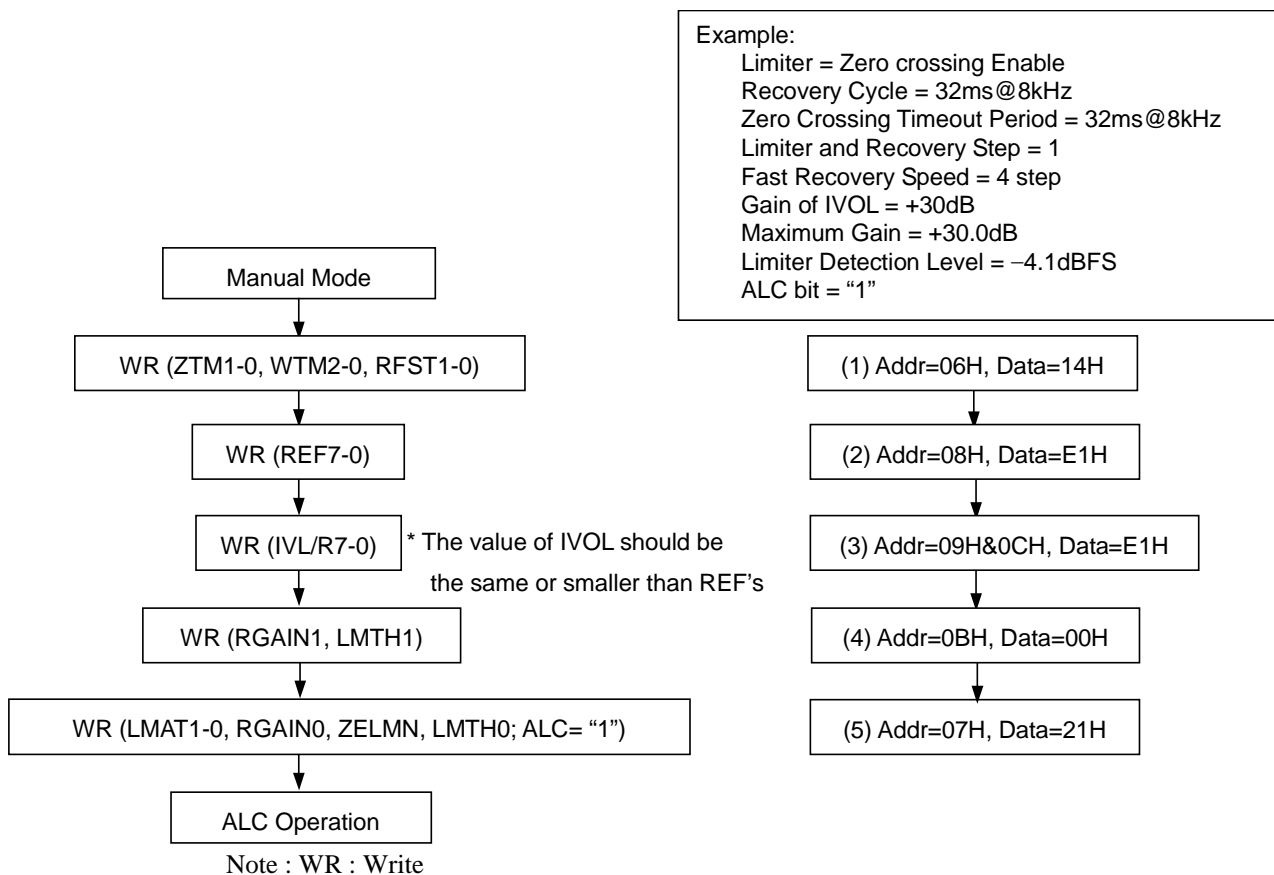 Example:
Limiter = Zero crossing Enable
Recovery Cycle = 32ms@8kHz
Zero Crossing Timeout Period = 32ms@8kHz
Limiter and Recovery Step = 1
Fast Recovery Speed = 4 step
Gain of IVOL = +30dB
Maximum Gain = +30.0dB
Limiter Detection Level = −4.1dBFS
ALC bit = “1”
Manual Mode
WR (ZTM1-0, WTM2-0, RFST1-0)
WR (REF7-0)
WR (IVL/R7-0)
* The value of IVOL should be
the same or smaller than REF’s
WR (RGAIN1, LMTH1)
WR (LMAT1-0, RGAIN0, ZELMN, LMTH0; ALC= “1”)
ALC Operation
Note : WR : Write
(1) Addr=06H, Data=14H
(2) Addr=08H, Data=E1H
(3) Addr=09H&0CH, Data=E1H
(4) Addr=0BH, Data=00H
(5) Addr=07H, Data=21H